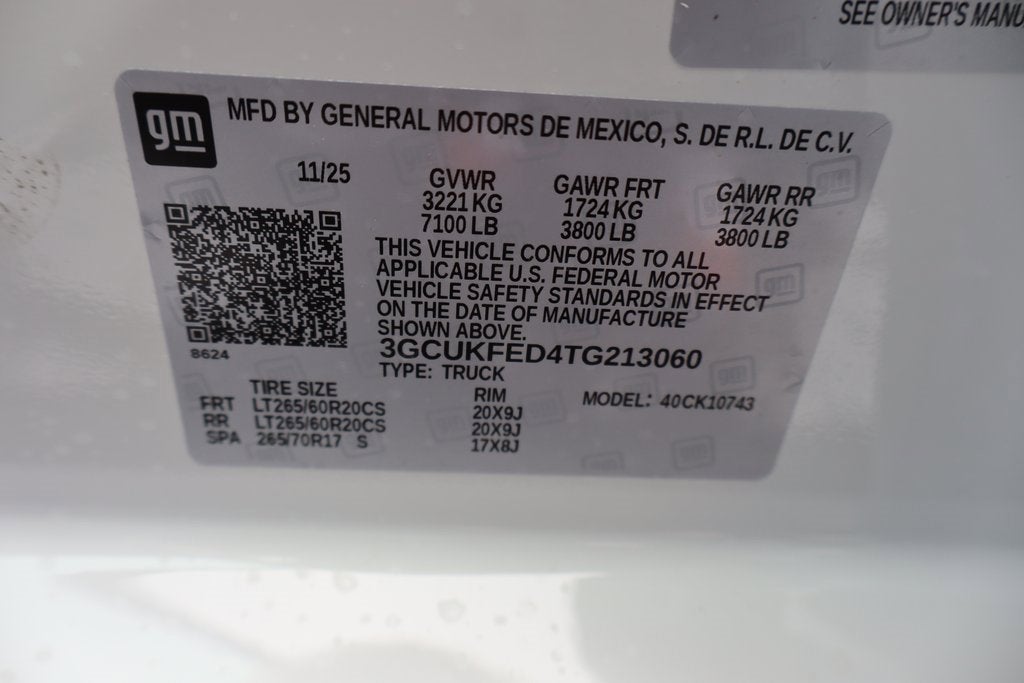 SEE OWNER'S MANU
gm
MFD BY GENERAL MOTORS DE MEXICO, S. DE R.L. DE C.V.
11/25 GVWR GAWR FRT GAWR RR
3221 KG 1724 KG 1724 KG
7100 LB 3800 LB 3800 LB
THIS VEHICLE CONFORMS TO ALL
APPLICABLE U.S. FEDERAL MOTOR
VEHICLE SAFETY STANDARDS IN EFFECT
ON THE DATE OF MANUFACTURE
SHOWN ABOVE.
8624
3GCUKFED4TG213060
TYPE: TRUCK
TIRE SIZE RIM MODEL: 40CK10743
FRT LT265/60R20CS 20X9J
RR LT265/60R20CS 20X9J
SPA 265/70R17 S 17X8J